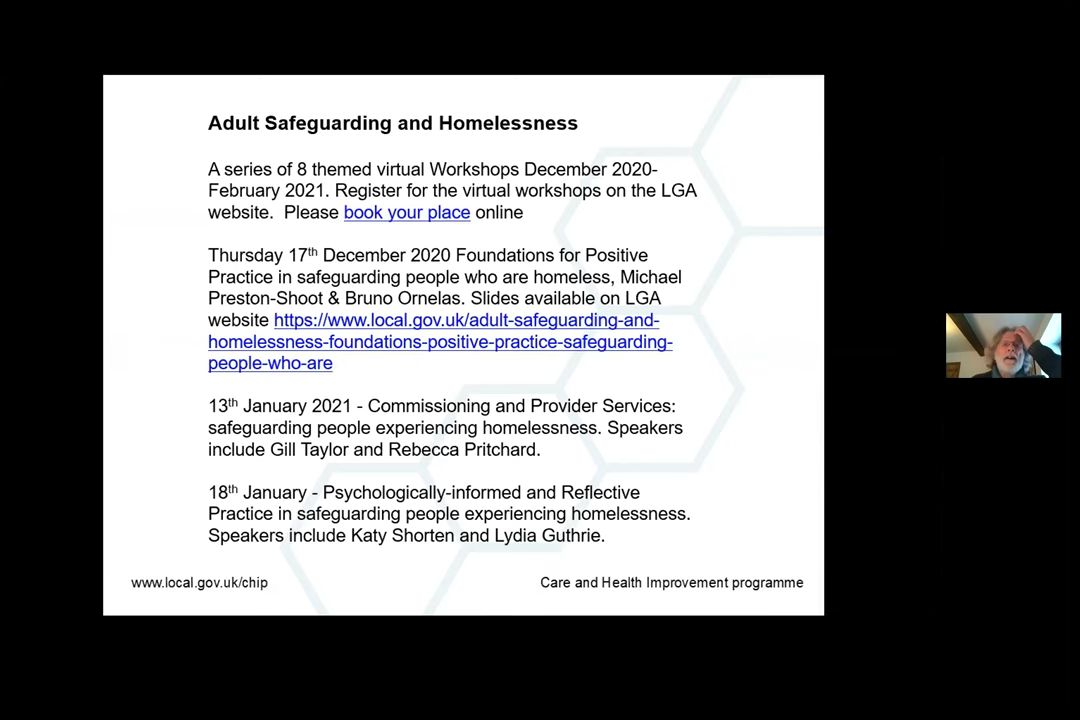 Adult Safeguarding and Homelessness
A series of 8 themed virtual Workshops December 2020-
February 2021. Register for the virtual workshops on the LGA
website.  Please book your place online
Thursday 17th December 2020 Foundations for Positive
Practice in safeguarding people who are homeless, Michael
Preston-Shoot & Bruno Ornelas. Slides available on LGA
website https://www.local.gov.uk/adult-safeguarding-and-
homelessness-foundations-positive-practice-safeguarding-
people-who-are
13th January 2021 - Commissioning and Provider Services:
safeguarding people experiencing homelessness. Speakers
include Gill Taylor and Rebecca Pritchard.
18th January - Psychologically-informed and Reflective
Practice in safeguarding people experiencing homelessness.
Speakers include Katy Shorten and Lydia Guthrie.
www.local.gov.uk/chip
Care and Health Improvement programme